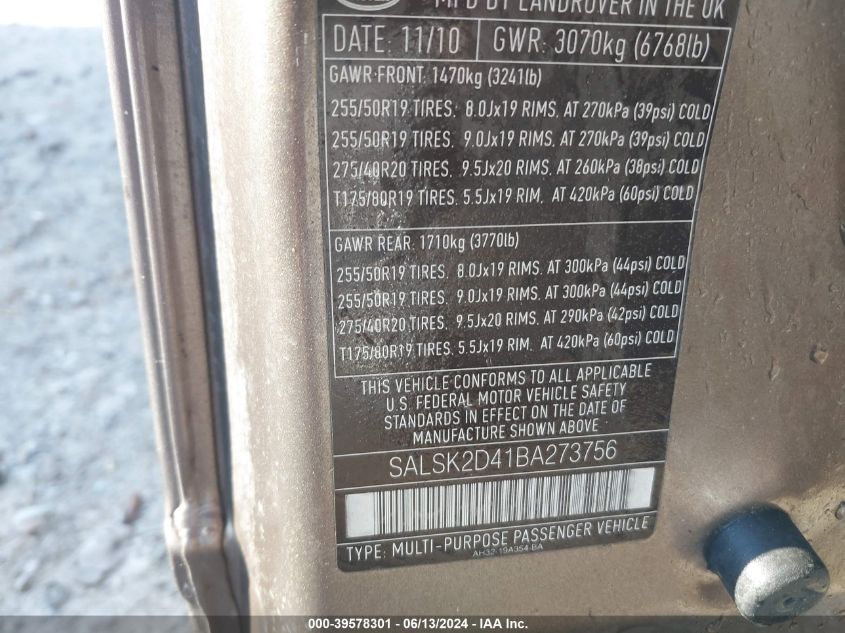 MFD BY LANDROVER IN THE UK
DATE: 11/10 GWR: 3070kg (6768lb)
GAWR FRONT: 1470kg (3241lb)
255/50R19 TIRES. 8.0Jx19 RIMS. AT 270kPa (39psi) COLD
255/50R19 TIRES. 9.0Jx19 RIMS. AT 270kPa (39psi) COLD
275/40R20 TIRES. 9.5Jx20 RIMS. AT 260kPa (38psi) COLD
T175/80R19 TIRES. 5.5Jx19 RIM. AT 420kPa (60psi) COLD
GAWR REAR: 1710kg (3770lb)
255/50R19 TIRES. 8.0Jx19 RIMS. AT 300kPa (44psi) COLD
255/50R19 TIRES. 9.0Jx19 RIMS. AT 300kPa (44psi) COLD
275/40R20 TIRES. 9.5Jx20 RIMS. AT 290kPa (42psi) COLD
T175/80R19 TIRES. 5.5Jx19 RIM. AT 420kPa (60psi) COLD
THIS VEHICLE CONFORMS TO ALL APPLICABLE
U.S. FEDERAL MOTOR VEHICLE SAFETY
STANDARDS IN EFFECT ON THE DATE OF
MANUFACTURE SHOWN ABOVE
SALSK2D41BA273756
TYPE: MULTI-PURPOSE PASSENGER VEHICLE
AH32-19A354-BA
000-39578301 - 06/13/2024 - IAA Inc.